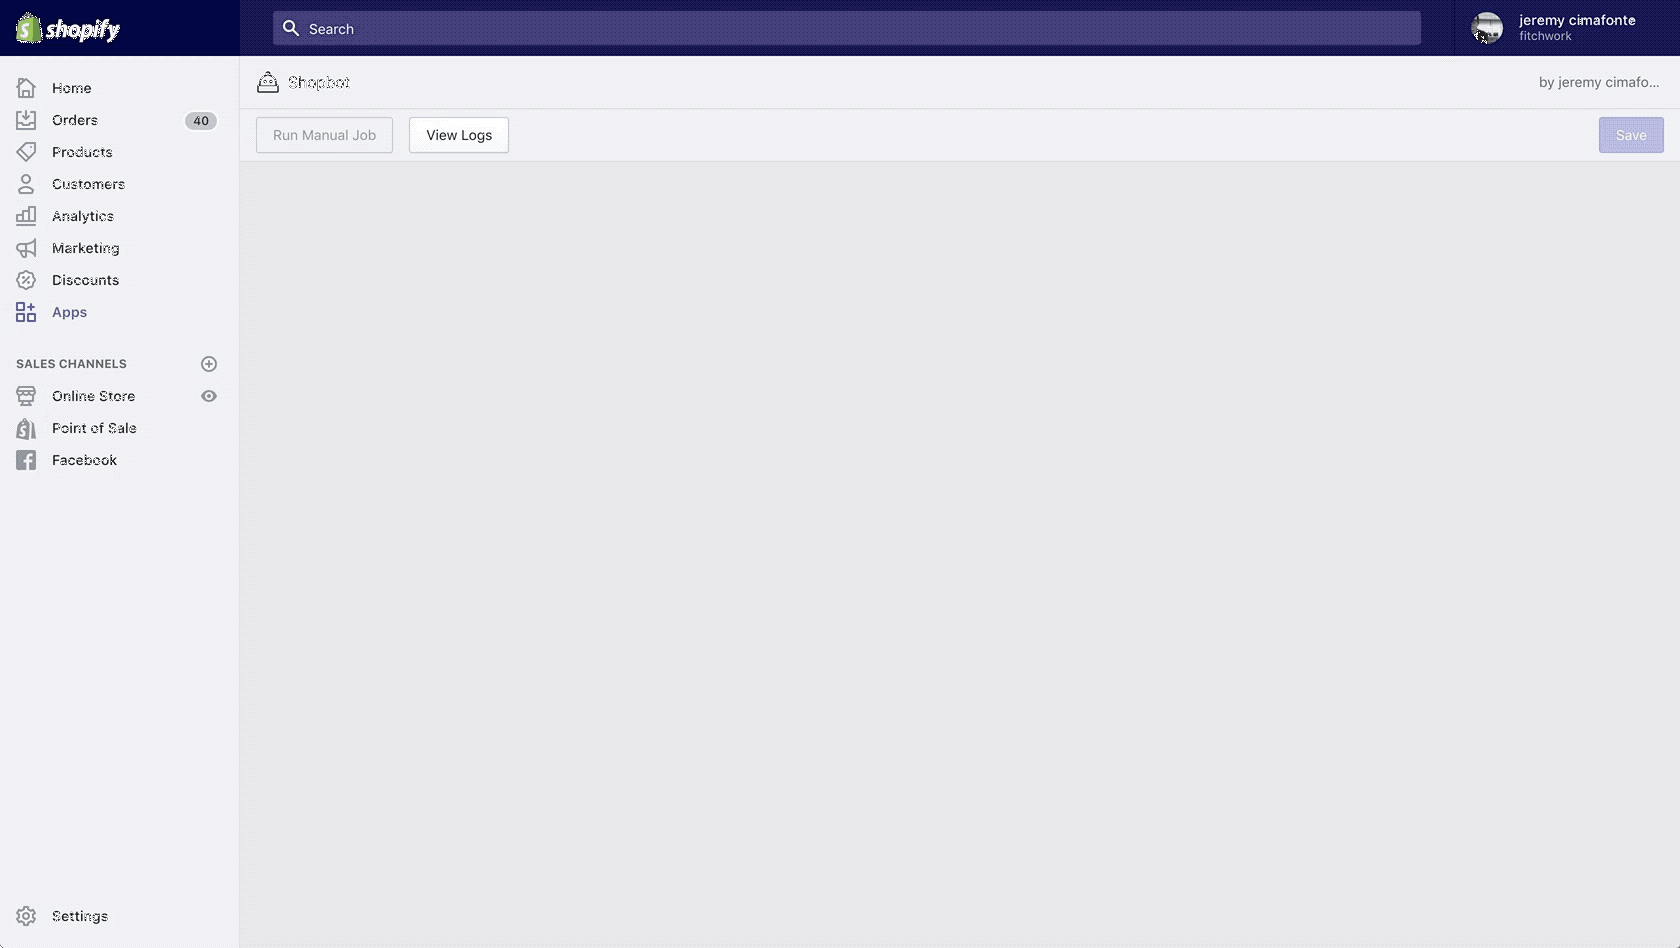 shopify
Search
jeremy cimafonte
fitchwork
Home
Orders
40
Products
Customers
Analytics
Marketing
Discounts
Apps
SALES CHANNELS
Online Store
Point of Sale
Facebook
Settings
Shopbot
by jeremy cimafo...
Run Manual Job
View Logs
Save